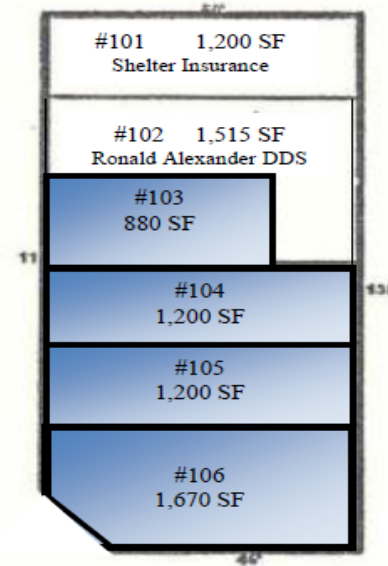 #101 1,200 SF
Shelter Insurance
#102 1,515 SF
Ronald Alexander DDS
#103
880 SF
11
#104
1,200 SF
#105
1,200 SF
#106
1,670 SF